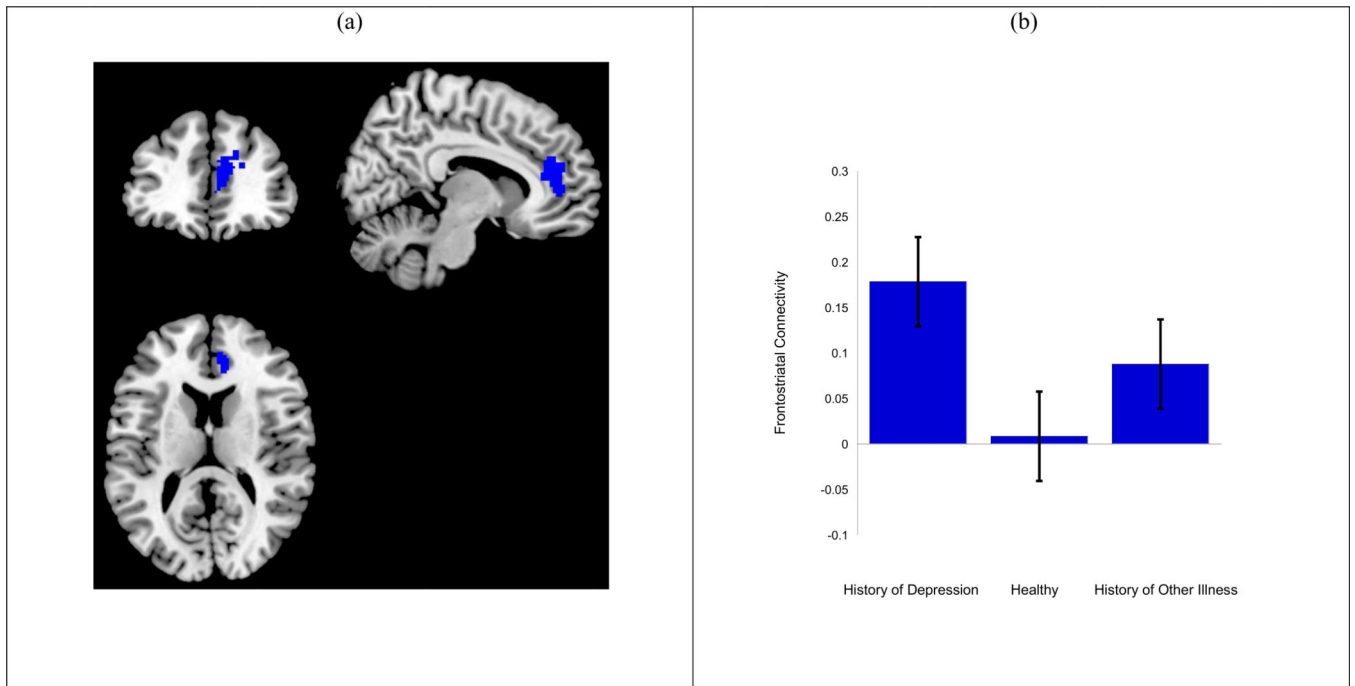 (a)
(b)
0.3
0.25
0.2
0.15
0.1
0.05
0
-0.05
-0.1
Frontostriatal Connectivity
History of Depression Healthy History of Other Illness